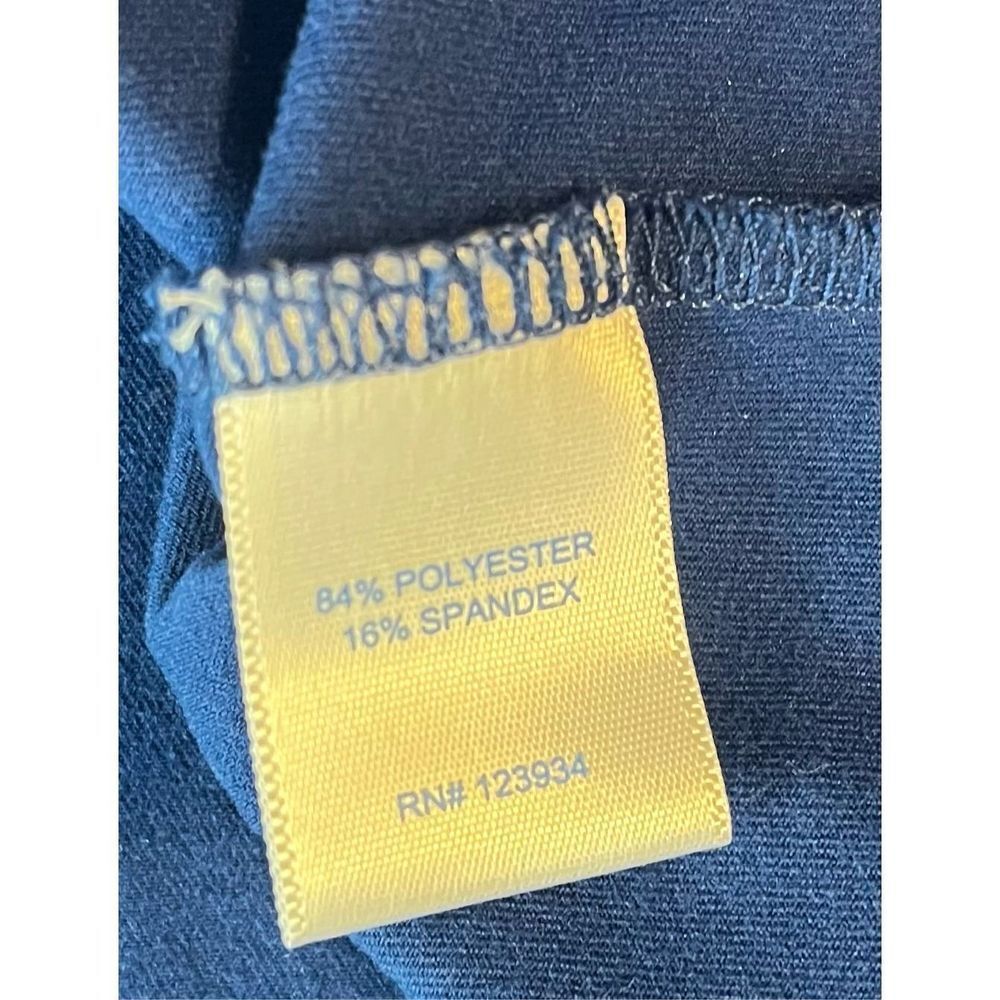 84% POLYESTER
16% SPANDEX
RN# 123934